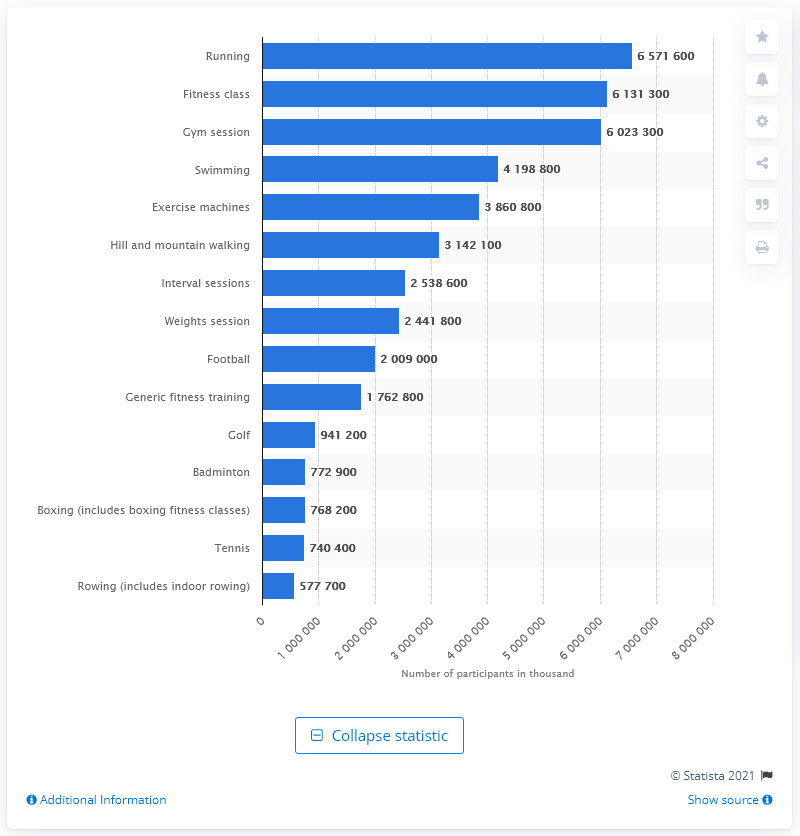 Running 6 571 600
Fitness class 6 131 300
Gym session 6 023 300
Swimming 4 198 800
Exercise machines 3 860 800
Hill and mountain walking 3 142 100
Interval sessions 2 538 600
Weights session 2 441 800
Football 2 009 000
Generic fitness training 1 762 800
Golf 941 200
Badminton 772 900
Boxing (includes boxing fitness classes) 768 200
Tennis 740 400
Rowing (includes indoor rowing) 577 700
0 1 000 000 2 000 000 3 000 000 4 000 000 5 000 000 6 000 000 7 000 000 8 000 000
Number of participants in thousand
Collapse statistic
© Statista 2021
Additional Information Show source